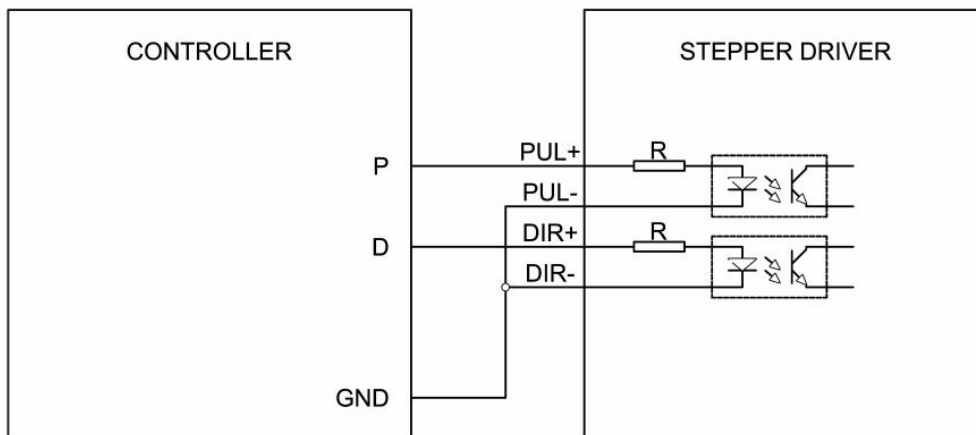 CONTROLLER
STEPPER DRIVER
P
PUL+
R
PUL-
D
DIR+
R
DIR-
GND